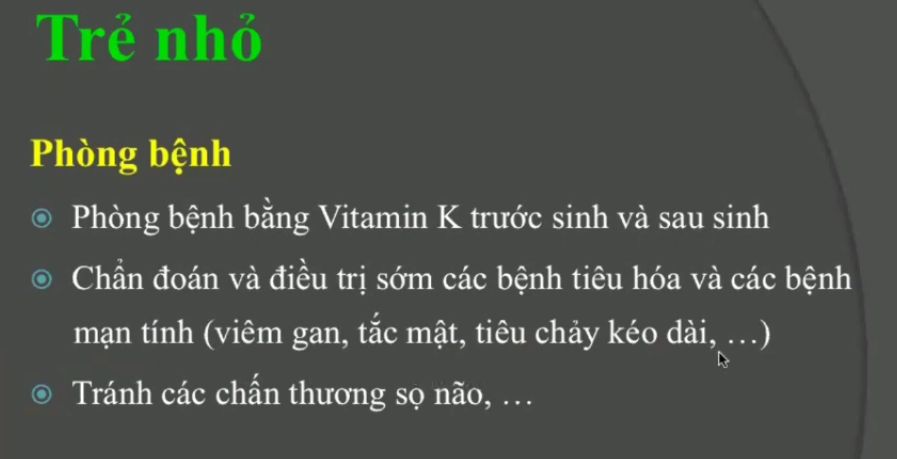 Trẻ nhỏ
Phòng bệnh
Phòng bệnh bằng Vitamin K trước sinh và sau sinh
Chẩn đoán và điều trị sớm các bệnh tiêu hóa và các bệnh
mạn tính (viêm gan, tắc mật, tiêu chảy kéo dài, …)
Tránh các chấn thương sọ não, …